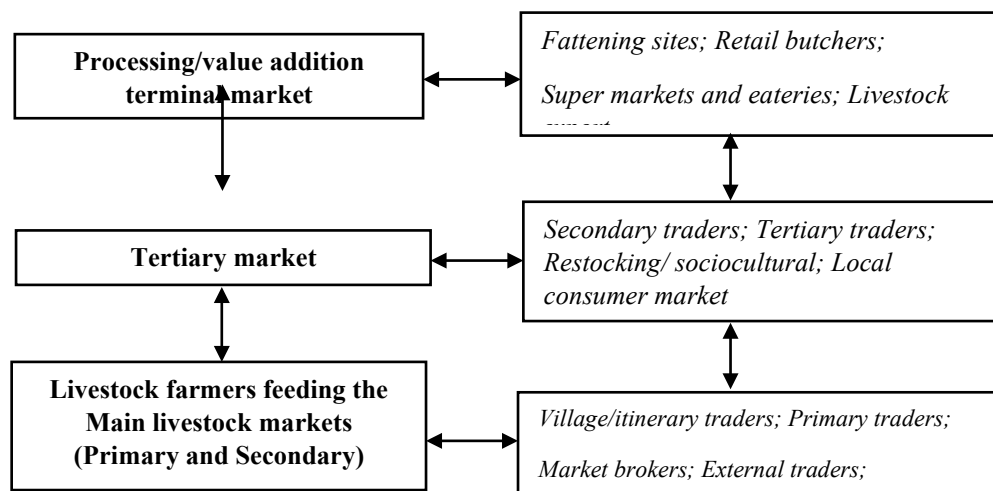 Processing/value addition
terminal market
Fattening sites; Retail butchers;
Super markets and eateries; Livestock
Tertiary market
Secondary traders; Tertiary traders;
Restocking/ sociocultural; Local
consumer market
Livestock farmers feeding the
Main livestock markets
(Primary and Secondary)
Village/itinerary traders; Primary traders;
Market brokers; External traders;